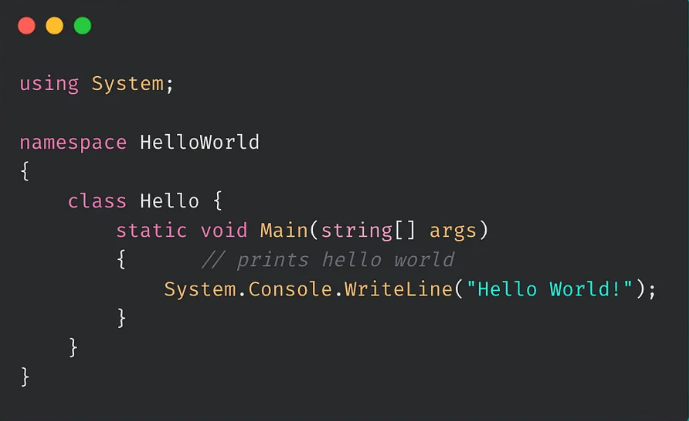 using System;

namespace HelloWorld
{
    class Hello {
        static void Main(string[] args)
        {      // prints hello world
            System.Console.WriteLine("Hello World!");
        }
    }
}